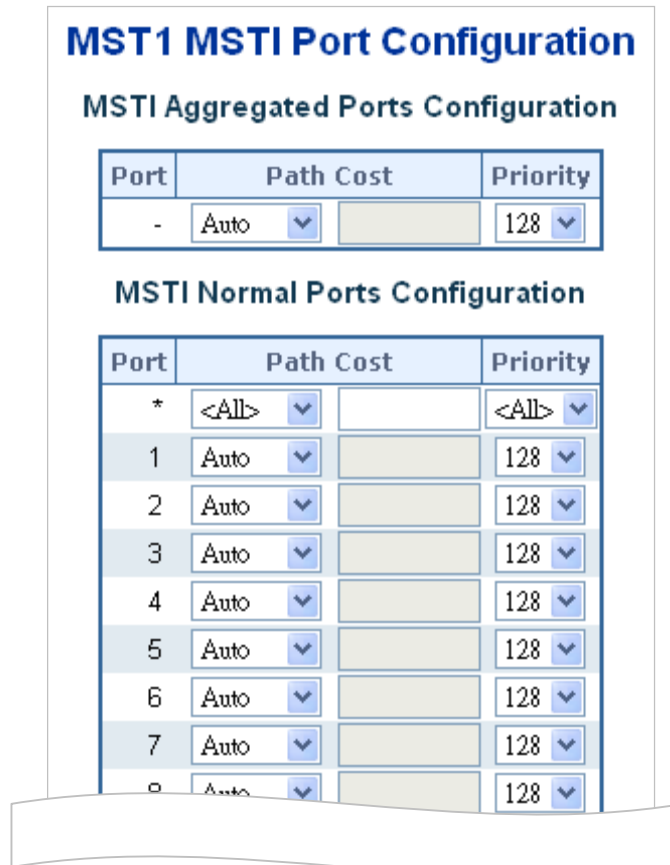 MST1 MSTI Port Configuration
MSTI Aggregated Ports Configuration
Port Path Cost Priority
- Auto 128
MSTI Normal Ports Configuration
Port Path Cost Priority
* <All> <All>
1 Auto 128
2 Auto 128
3 Auto 128
4 Auto 128
5 Auto 128
6 Auto 128
7 Auto 128
8 Auto 128